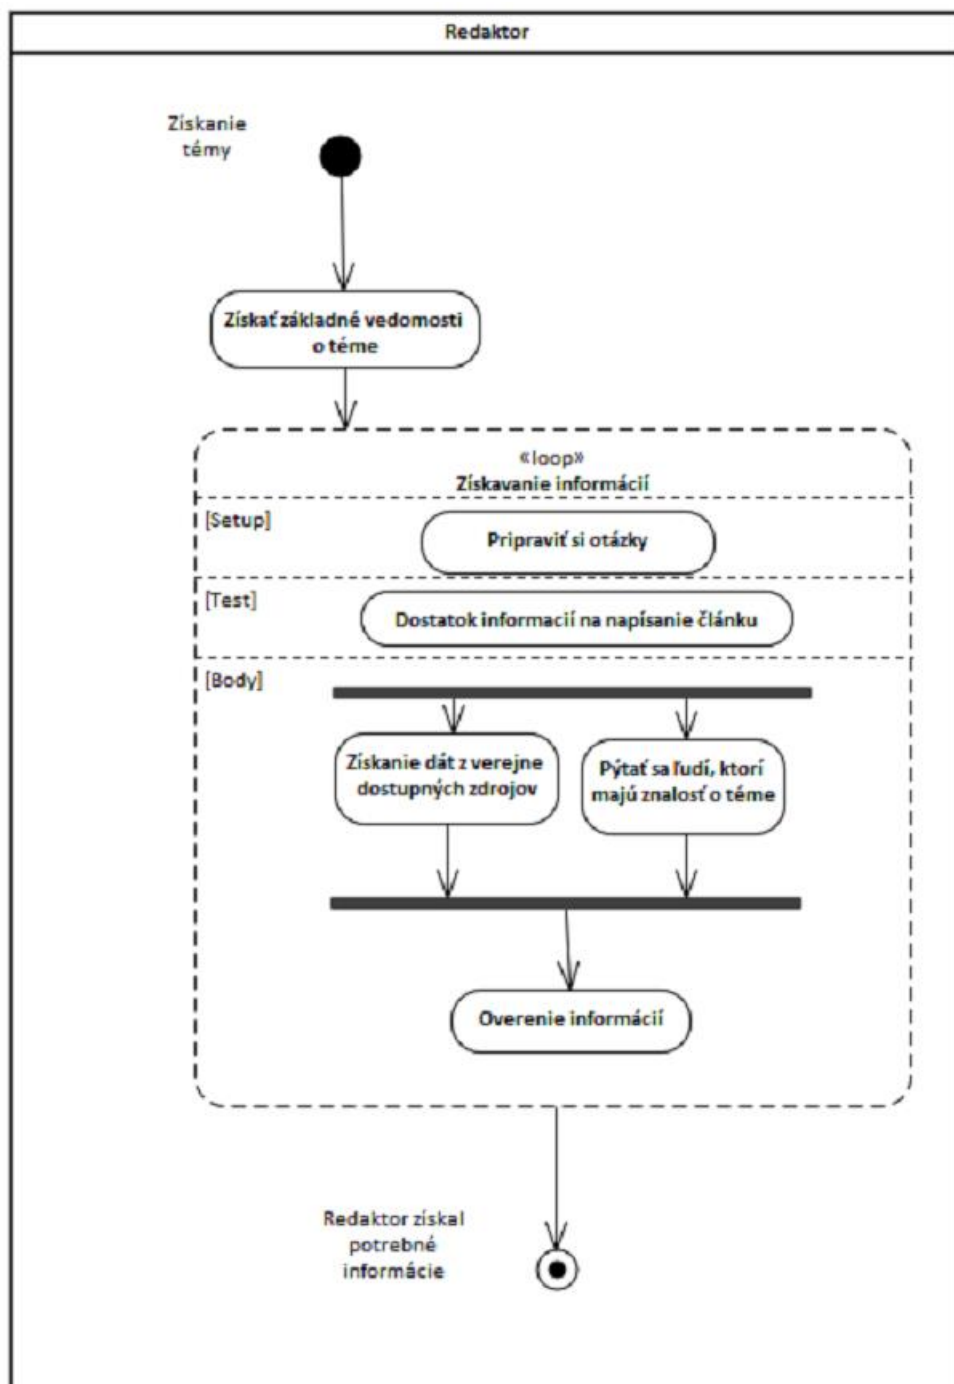 Redaktor
Získanie
témy
Získať základné vedomosti
o téme
«loop»
Získavanie informácií
[Setup]
Pripraviť si otázky
[Test]
Dostatok informacií na napísanie článku
[Body]
Získanie dát z verejne
dostupných zdrojov
Pýtať sa ľudí, ktorí
majú znalosť o téme
Overenie informácií
Redaktor získal
potrebné
informácie